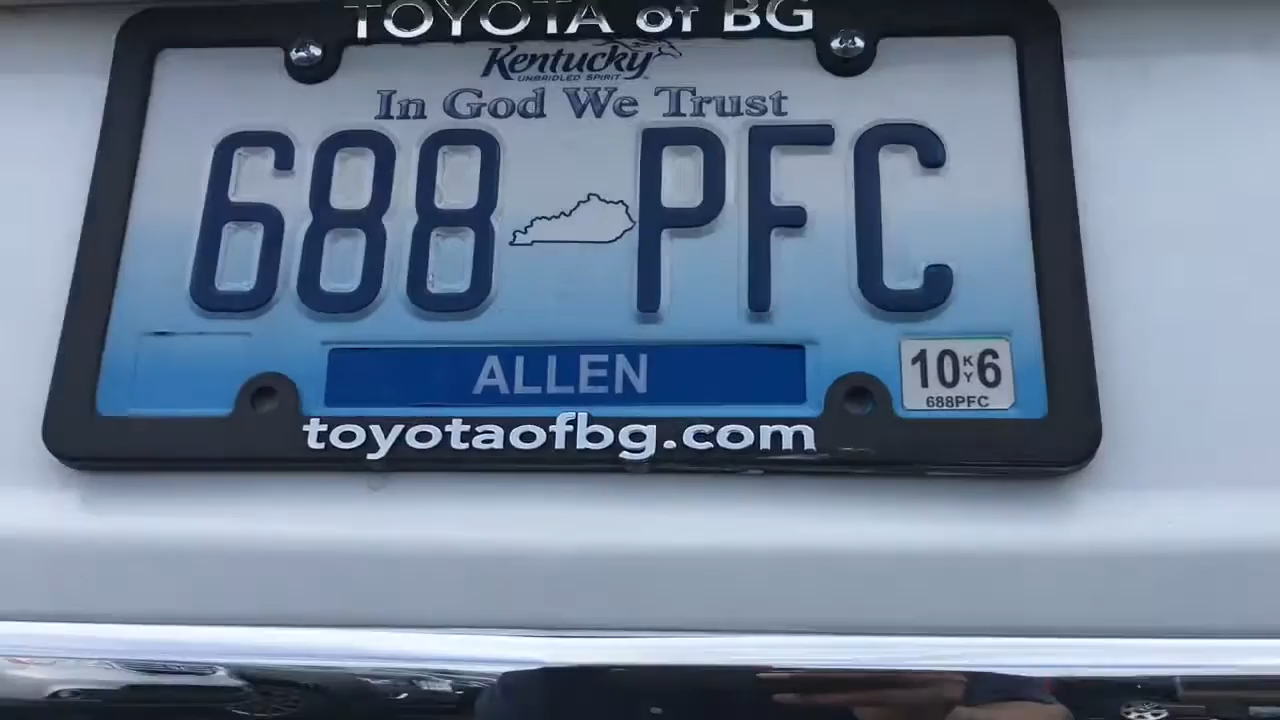 TOYOTA of BG
Kentucky
UNBRIDLED SPIRIT
In God We Trust
688 PFC
ALLEN
10 KY 6
688PFC
toyotaofbg.com